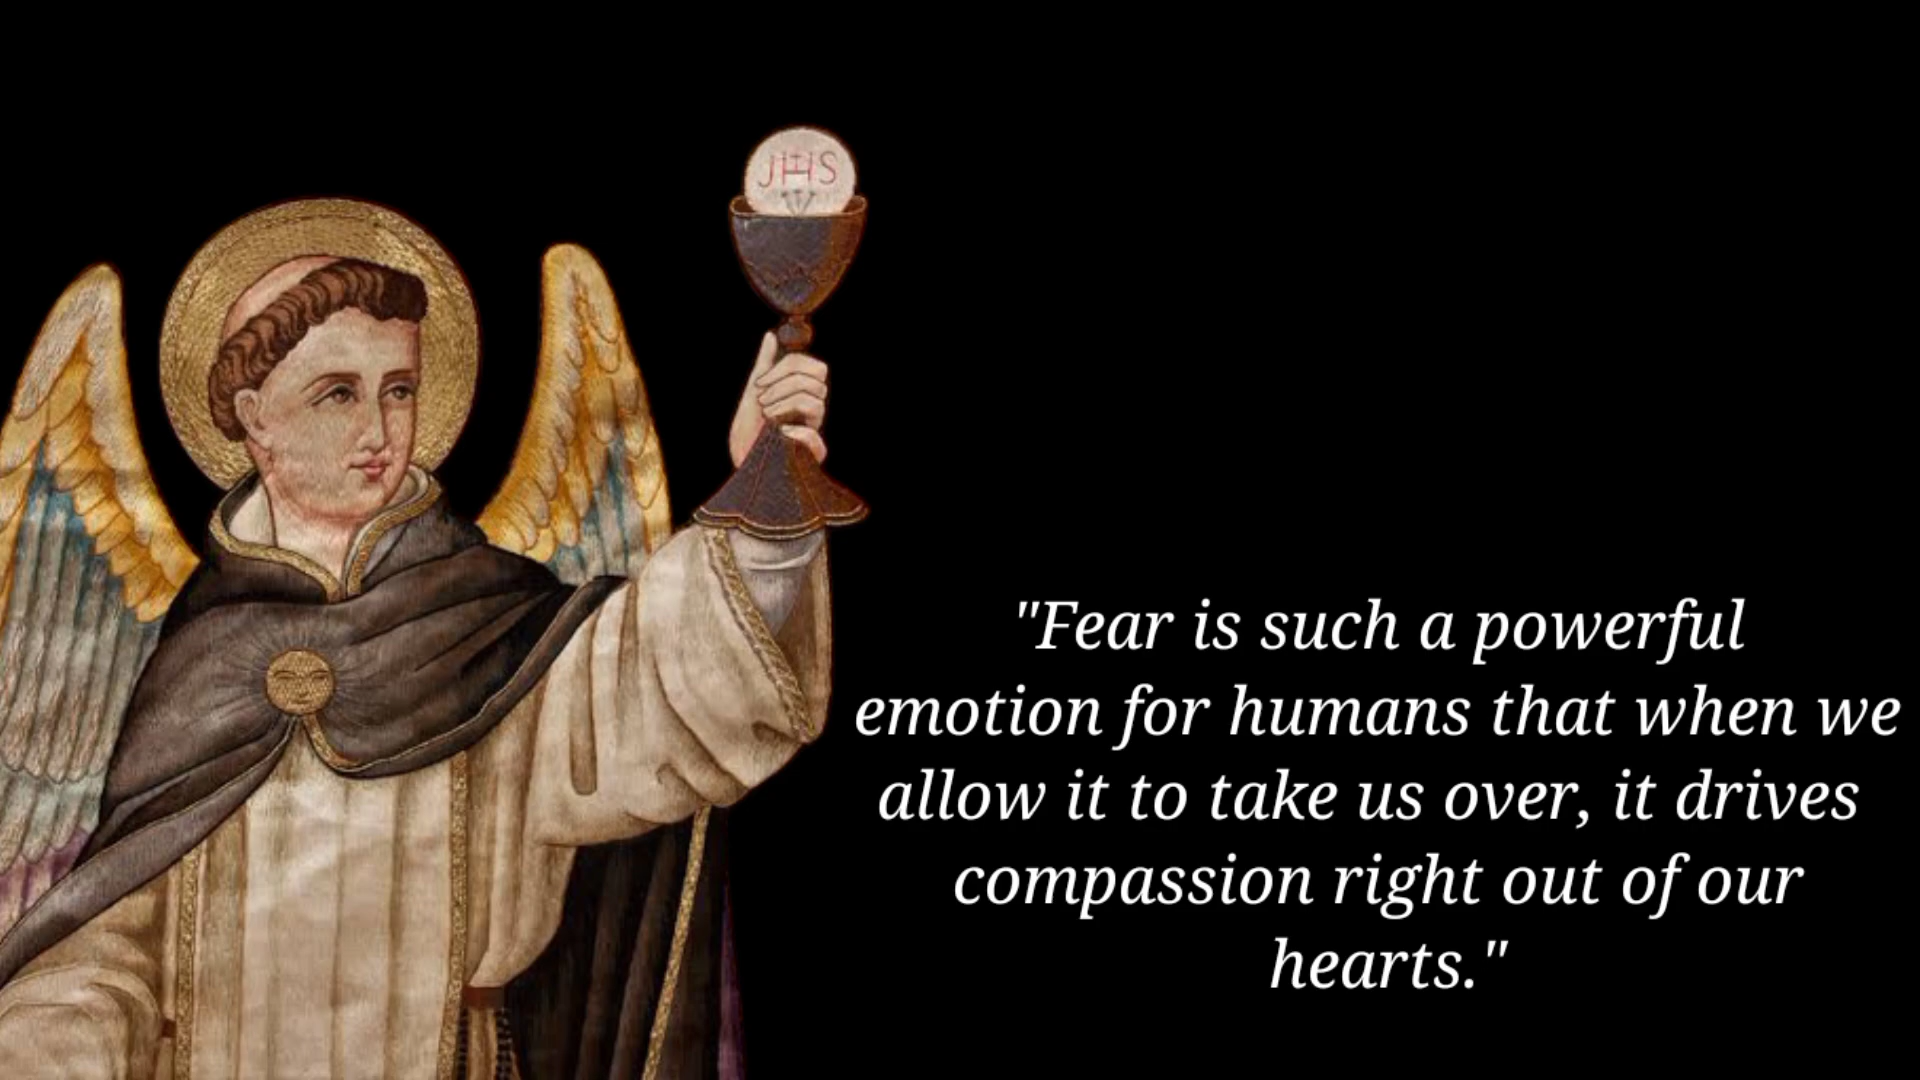 JHS
"Fear is such a powerful
emotion for humans that when we
allow it to take us over, it drives
compassion right out of our
hearts."